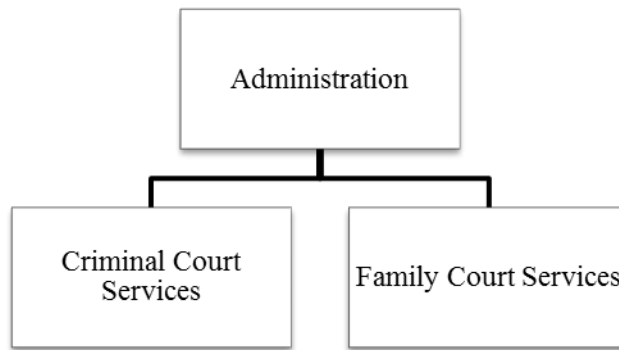 Administration
Criminal Court
Services
Family Court Services